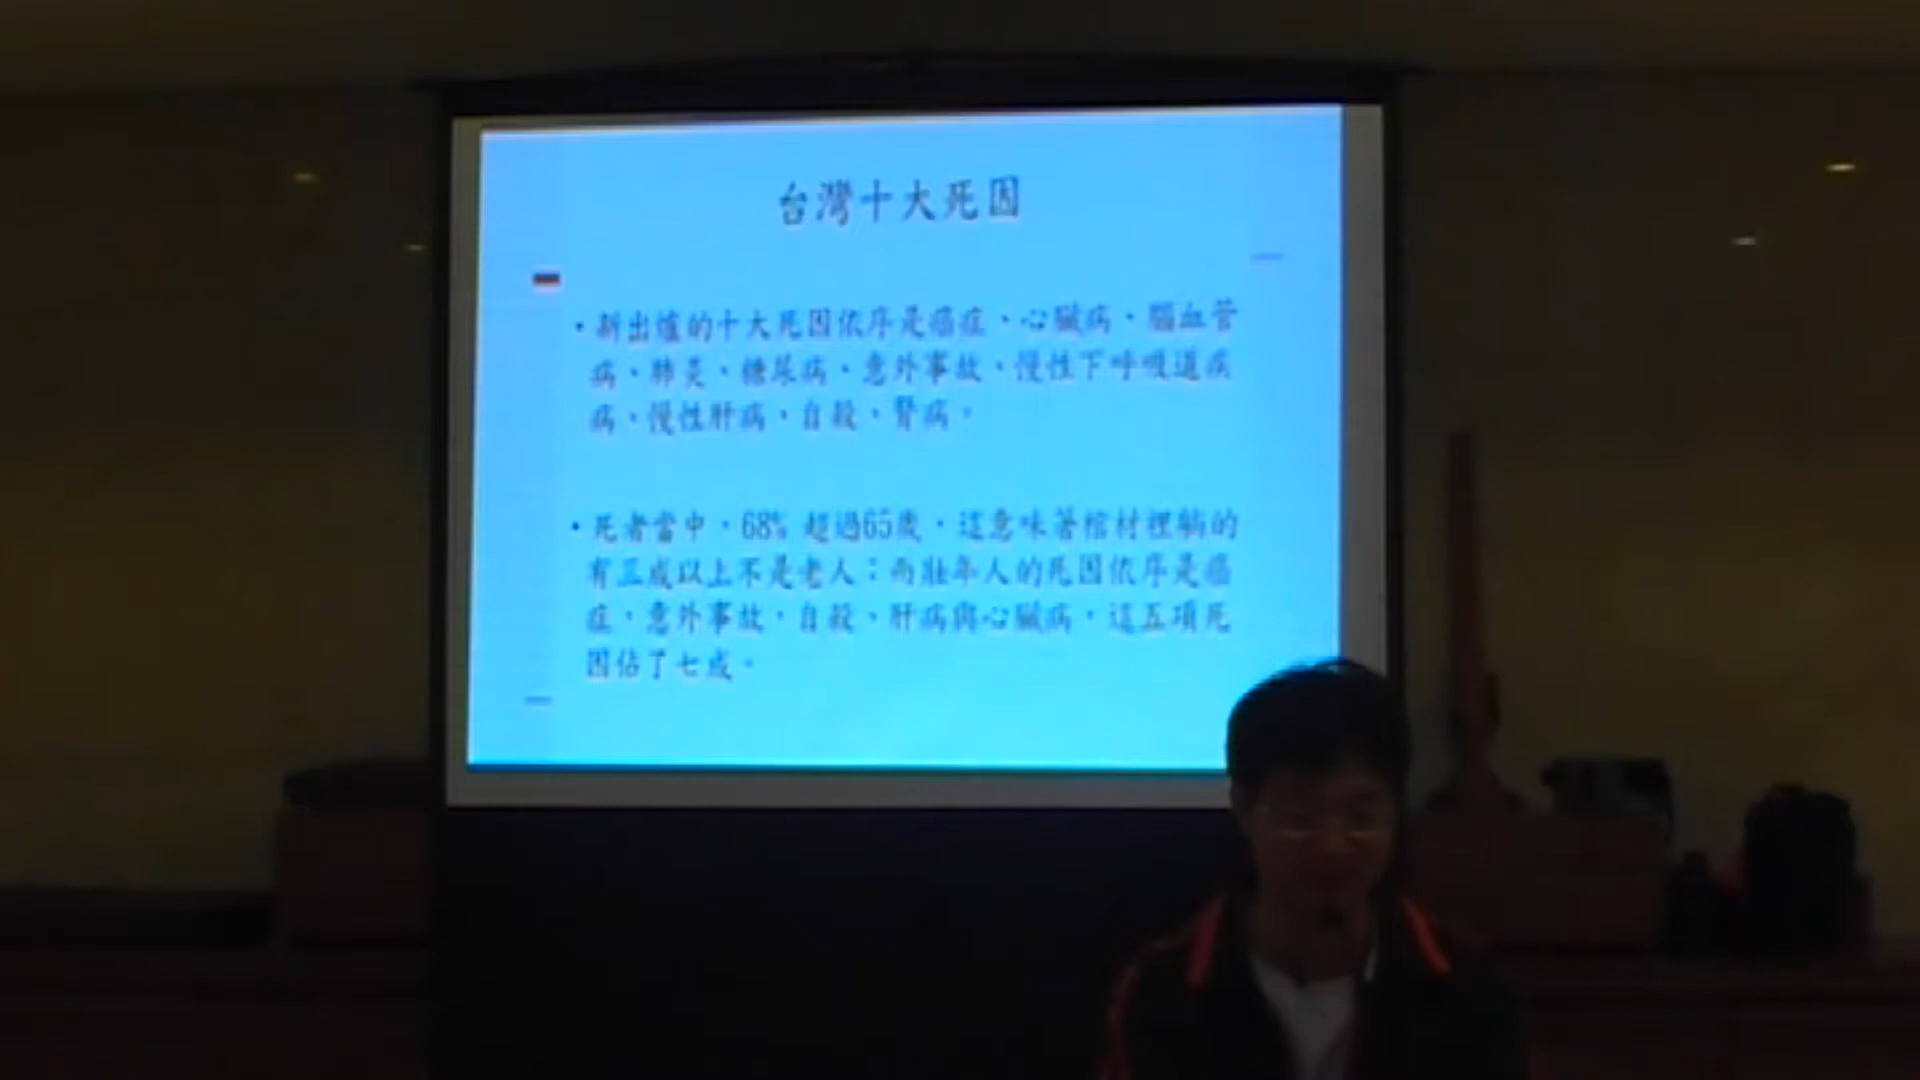 台灣十大死因
•新出爐的十大死因依序是癌症、心臟病、腦血管
病、肺炎、糖尿病、意外事故、慢性下呼吸道疾
病、慢性肝病、自殺、腎病。
•死者當中，68% 超過65歲，這意味著棺材裡躺的
有三成以上不是老人；而壯年人的死因依序是癌
症，意外事故，自殺、肝病與心臟病，這五項死
因佔了七成。